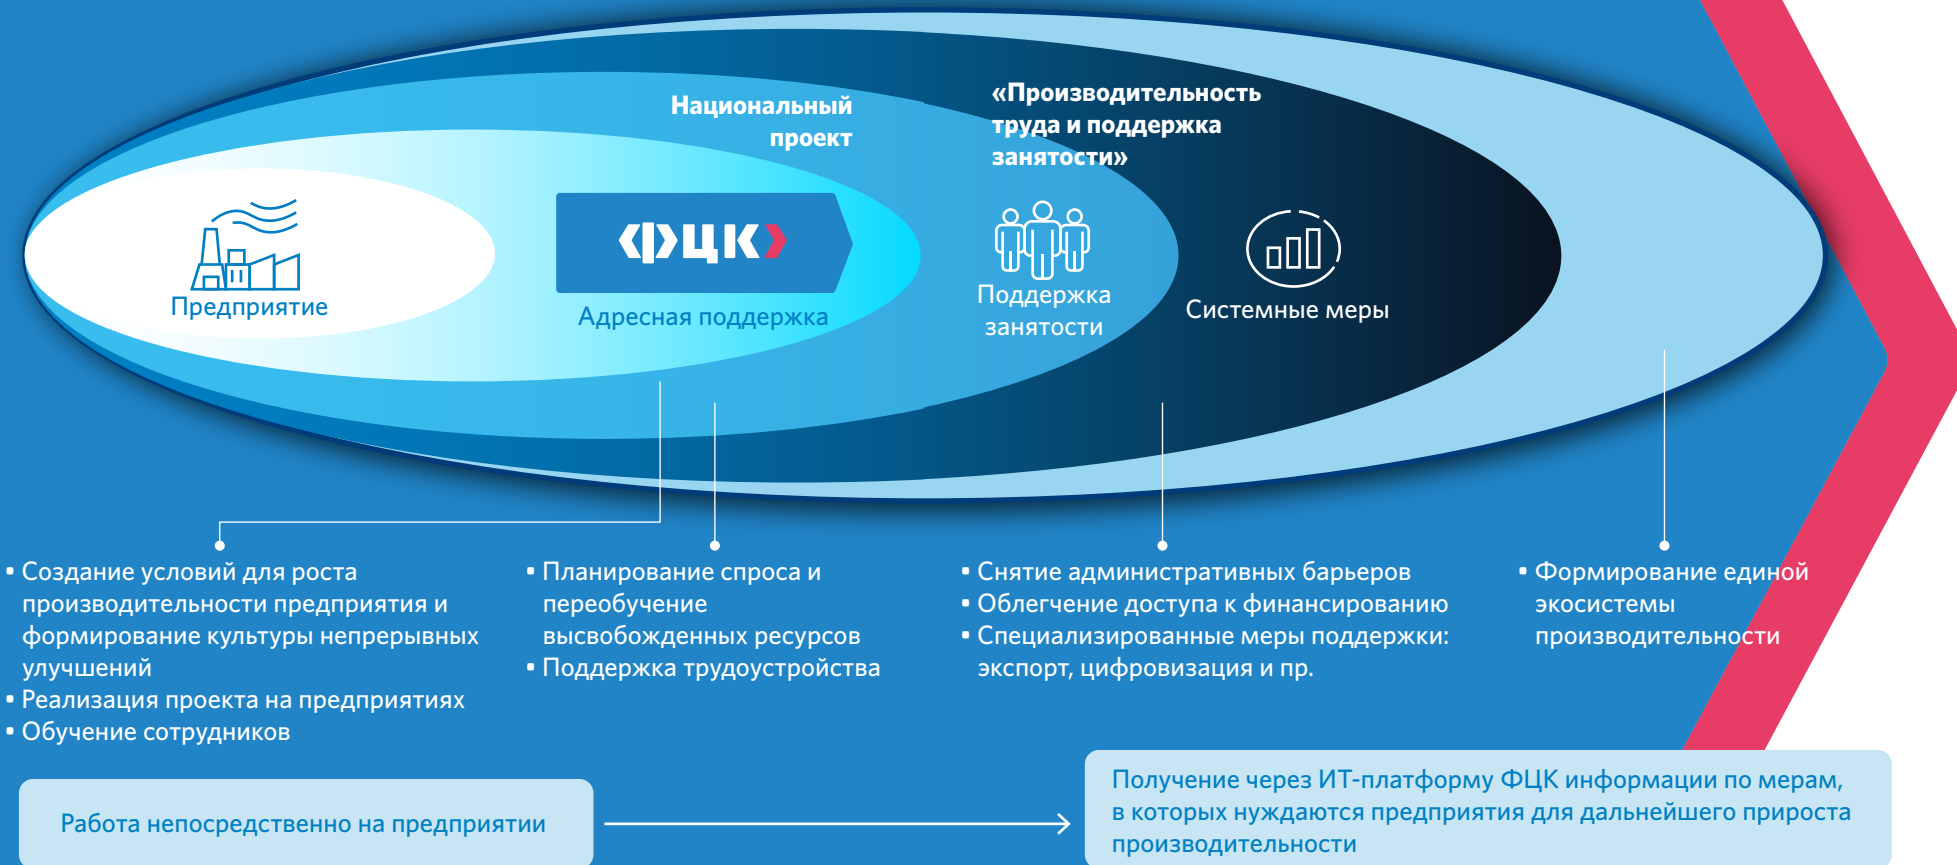 Национальный
проект
«Производительность
труда и поддержка
занятости»
Предприятие
ФЦК
Адресная поддержка
Поддержка
занятости
Системные меры
▪ Создание условий для роста
производительности предприятия и
формирование культуры непрерывных
улучшений
▪ Реализация проекта на предприятиях
▪ Обучение сотрудников
▪ Планирование спроса и
переобучение
высвобожденных ресурсов
▪ Поддержка трудоустройства
▪ Снятие административных барьеров
▪ Облегчение доступа к финансированию
▪ Специализированные меры поддержки:
экспорт, цифровизация и пр.
▪ Формирование единой
экосистемы
производительности
Работа непосредственно на предприятии
Получение через ИТ-платформу ФЦК информации по мерам,
в которых нуждаются предприятия для дальнейшего прироста
производительности